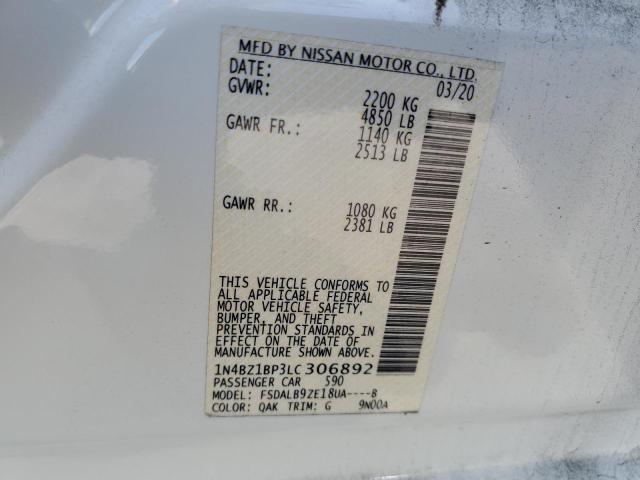 MFD BY NISSAN MOTOR CO., LTD.
DATE: 03/20
GVWR: 2200 KG
4850 LB
GAWR FR.: 1140 KG
2513 LB
GAWR RR.: 1080 KG
2381 LB
THIS VEHICLE CONFORMS TO
ALL APPLICABLE FEDERAL
MOTOR VEHICLE SAFETY,
BUMPER, AND THEFT
PREVENTION STANDARDS IN
EFFECT ON THE DATE OF
MANUFACTURE SHOWN ABOVE.
1N4BZ1BP3LC306892
PASSENGER CAR 590
MODEL: FSDALB9ZE18UA----B
COLOR: QAK TRIM: G 9N00A